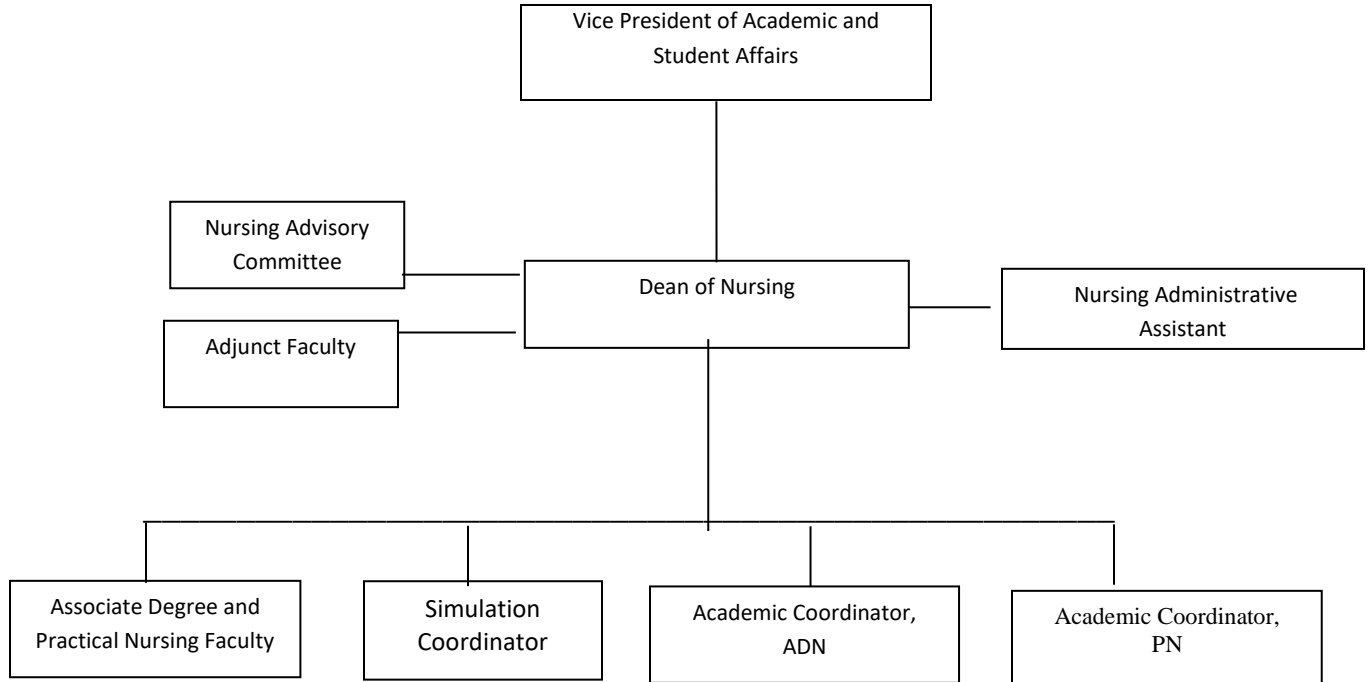 Vice President of Academic and
Student Affairs
Nursing Advisory
Committee
Dean of Nursing
Nursing Administrative
Assistant
Adjunct Faculty
Associate Degree and
Practical Nursing Faculty
Simulation
Coordinator
Academic Coordinator,
ADN
Academic Coordinator,
PN